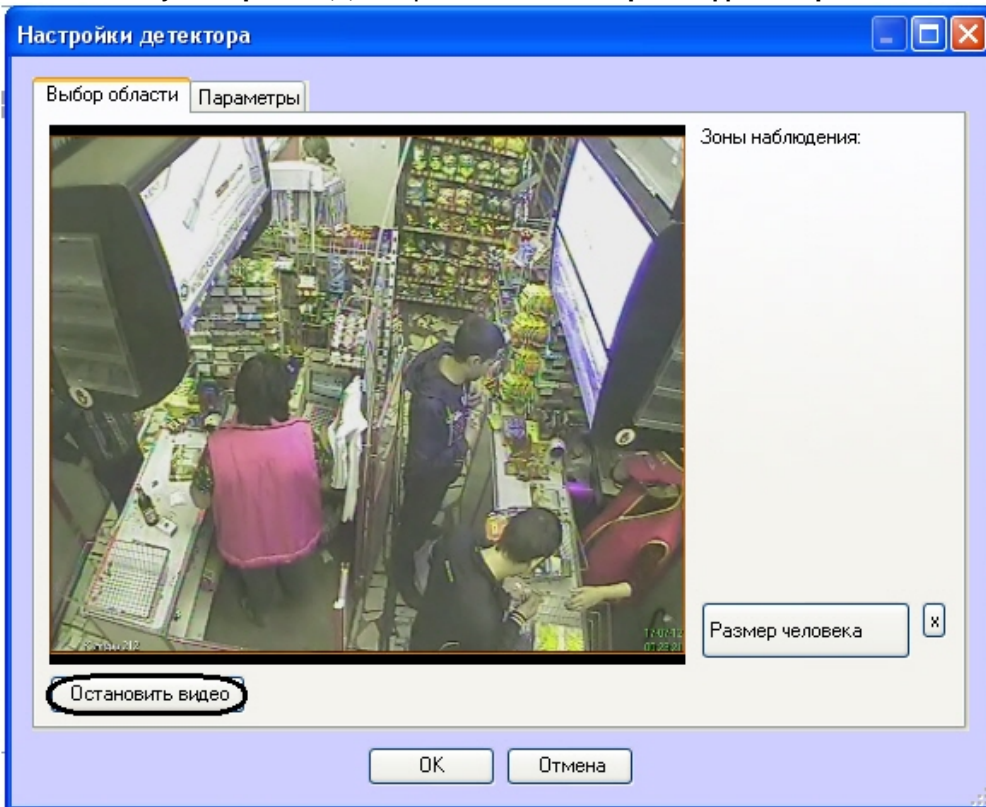 Настройки детектора
Выбор области
Параметры
Зоны наблюдения:
Размер человека
x
Остановить видео
OK
Отмена